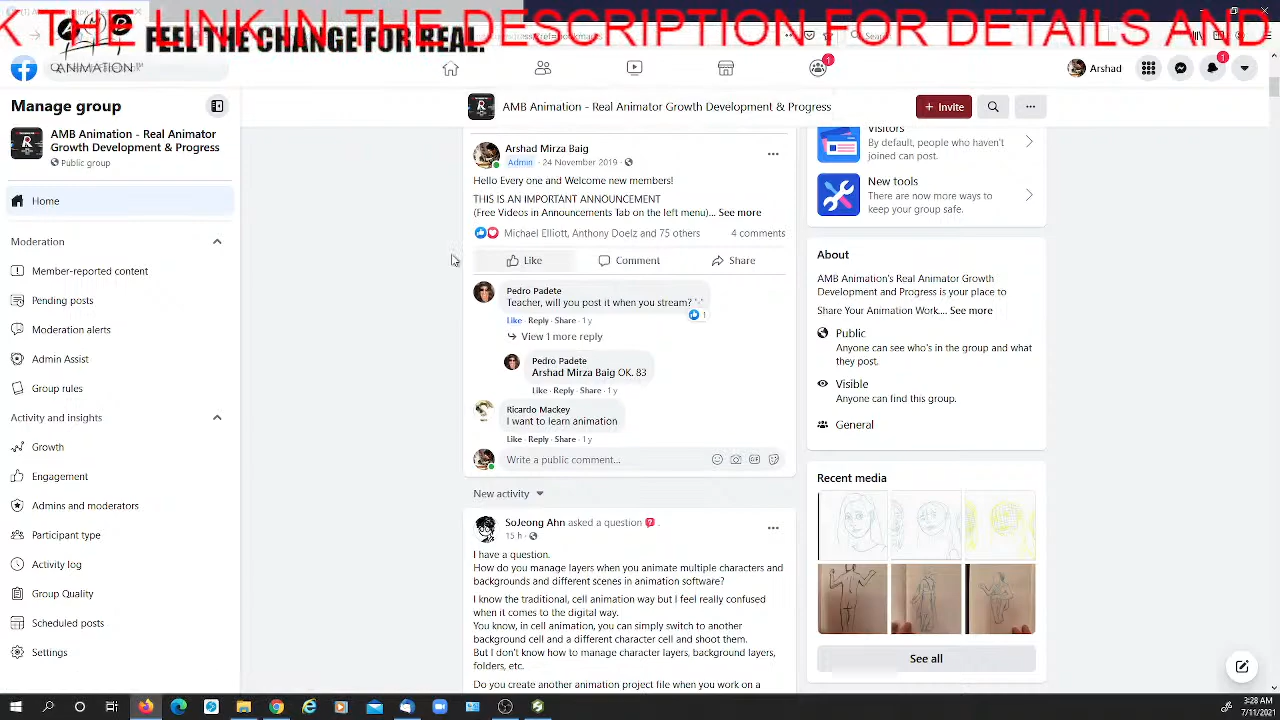 K THE LINK IN THE DESCRIPTION FOR DETAILS AND
FEEL THE CHANGE FOR REAL.
ANIMATION
Arshad
Manage group
AMB Animation - Real Animator
Growth Development & Progress
Public group
Home
Moderation
Member-reported content
Pending posts
Moderation alerts
Admin Assist
Group rules
Activity and insights
Growth
Engagement
Admins and moderators
Participant type
Activity log
Group Quality
Scheduled posts
Settings
AMB Animation - Real Animator Growth Development & Progress
+ Invite
Arshad Mirza Baig
Admin · 24 November 2019 ·
Hello Every one and Welcome new members!
THIS IS AN IMPORTANT ANNOUNCEMENT
(Free Videos in Announcements Tab on the left menu)... See more
Michael Elliott, Anthony Doelz and 75 others 4 comments
Like Comment Share
Pedro Padete
Teacher, will you post it when you stream? '-'
1
Like · Reply · Share · 1 y
View 1 more reply
Pedro Padete
Arshad Mirza Baig OK. 83
Like · Reply · Share · 1 y
Ricardo Mackey
I want to learn animation
Like · Reply · Share · 1 y
Write a public comment...
New activity
SoJeong Ahn asked a question .
15 h ·
I have a question.
How do you manage layers when you animate multiple characters and
backgrounds and different scenes in animation software?
I know the traditional, cell animation way but I feel really confused
when it comes to the digital way.
You know, in cell animation, you can simply switch to another
background cell and a different character cell and shoot them.
But I don't know how to manage character layers, background layers,
folders, etc.
Do you create another animation project file when you work on a
Visitors
By default, people who haven't
joined can post.
New tools
There are now more ways to
keep your group safe.
About
AMB Animation's Real Animator Growth
Development and Progress is your place to
Share Your Animation Work.... See more
Public
Anyone can see who's in the group and what
they post.
Visible
Anyone can find this group.
General
Recent media
See all
3:28 AM
7/11/2021